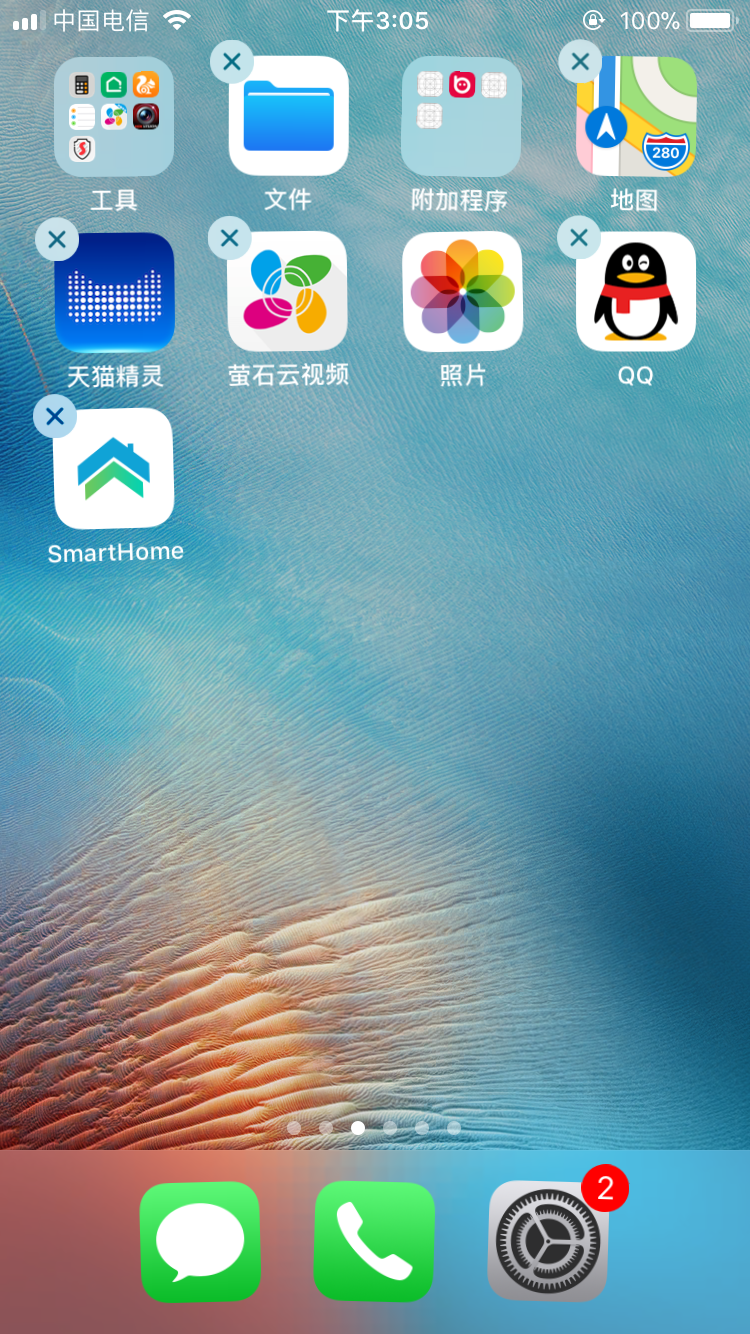 中国电信 下午3:05 100%
工具 文件 附加程序 地图
280
天猫精灵 萤石云视频 照片 QQ
SmartHome
2